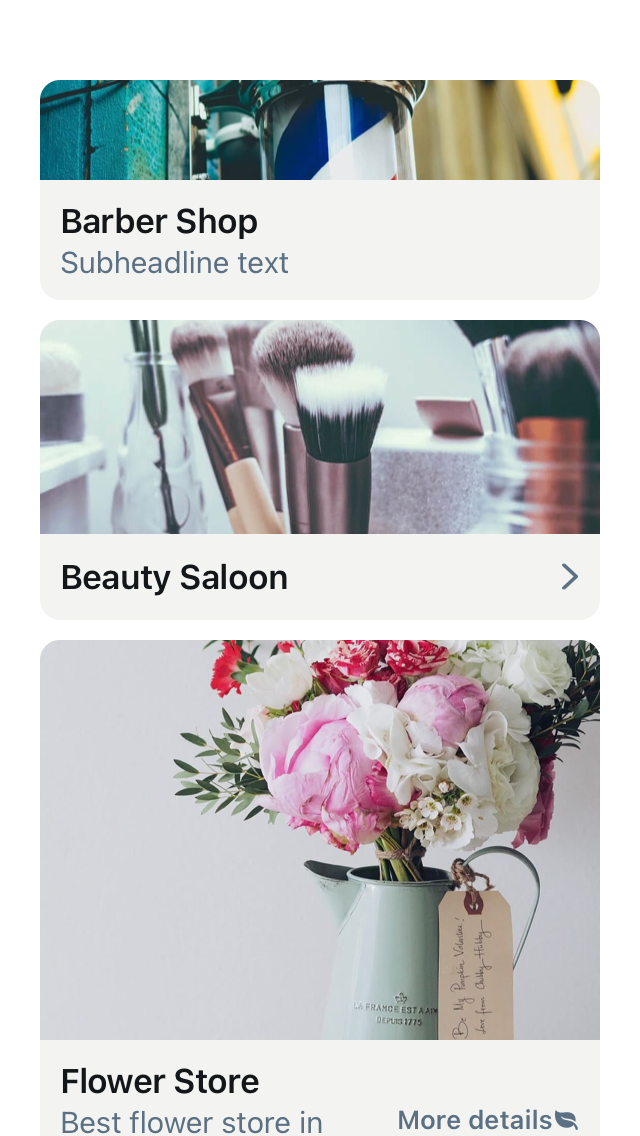 Barber Shop
Subheadline text
Beauty Saloon
Be My Pumpkin Valentine!
Love from Chubby Hubby
LA FRANCE EST A AIM
DEPUIS 1775
Flower Store
Best flower store in
More details